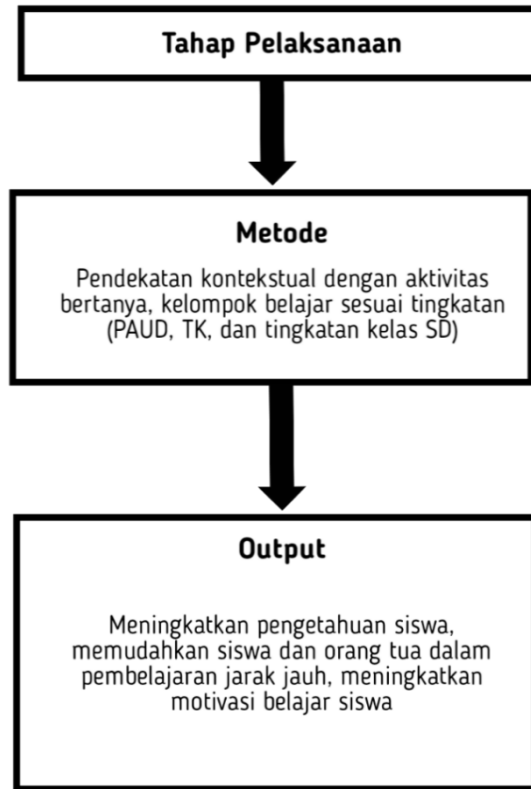 Tahap Pelaksanaan
Metode
Pendekatan kontekstual dengan aktivitas
bertanya, kelompok belajar sesuai tingkatan
(PAUD, TK, dan tingkatan kelas SD)
Output
Meningkatkan pengetahuan siswa,
memudahkan siswa dan orang tua dalam
pembelajaran jarak jauh, meningkatkan
motivasi belajar siswa